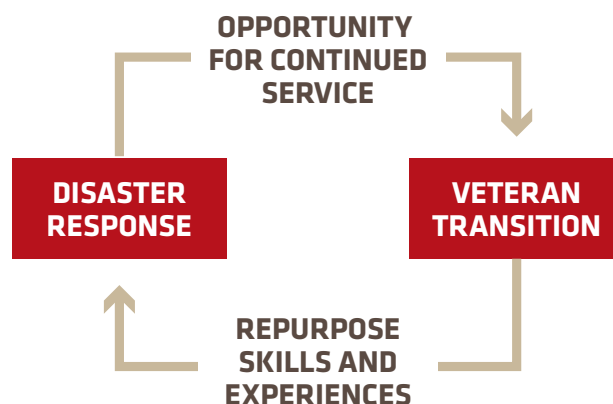 OPPORTUNITY
FOR CONTINUED
SERVICE
DISASTER
RESPONSE
VETERAN
TRANSITION
REPURPOSE
SKILLS AND
EXPERIENCES